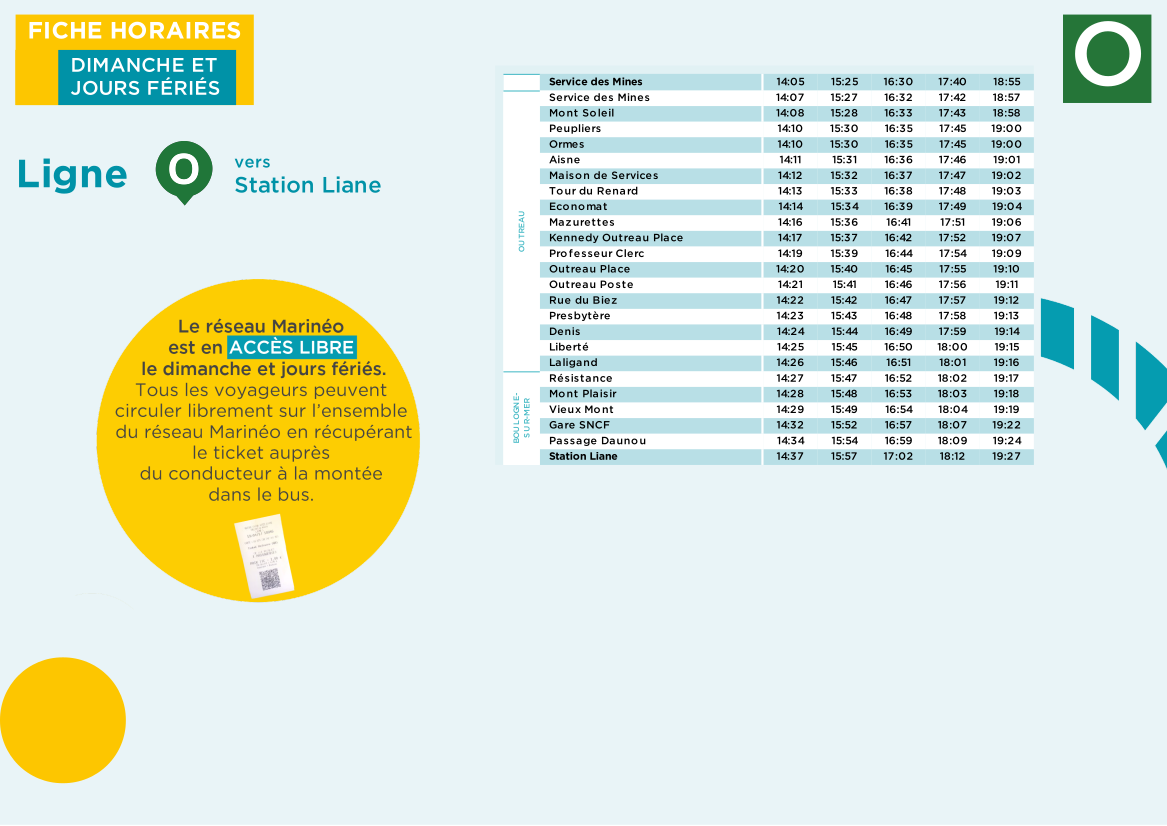 FICHE HORAIRES
DIMANCHE ET
JOURS FÉRIÉS
O
Ligne O vers
Station Liane
Le réseau Marinéo
est en ACCÈS LIBRE
le dimanche et jours fériés.
Tous les voyageurs peuvent
circuler librement sur l'ensemble
du réseau Marinéo en récupérant
le ticket auprès
du conducteur à la montée
dans le bus.
Service des Mines 14:05 15:25 16:30 17:40 18:55
OUTREAU
Service des Mines 14:07 15:27 16:32 17:42 18:57
Mont Soleil 14:08 15:28 16:33 17:43 18:58
Peupliers 14:10 15:30 16:35 17:45 19:00
Ormes 14:10 15:30 16:35 17:45 19:00
Aisne 14:11 15:31 16:36 17:46 19:01
Maison de Services 14:12 15:32 16:37 17:47 19:02
Tour du Renard 14:13 15:33 16:38 17:48 19:03
Economat 14:14 15:34 16:39 17:49 19:04
Mazurettes 14:16 15:36 16:41 17:51 19:06
Kennedy Outreau Place 14:17 15:37 16:42 17:52 19:07
Professeur Clerc 14:19 15:39 16:44 17:54 19:09
Outreau Place 14:20 15:40 16:45 17:55 19:10
Outreau Poste 14:21 15:41 16:46 17:56 19:11
Rue du Biez 14:22 15:42 16:47 17:57 19:12
Presbytère 14:23 15:43 16:48 17:58 19:13
Denis 14:24 15:44 16:49 17:59 19:14
Liberté 14:25 15:45 16:50 18:00 19:15
Laligand 14:26 15:46 16:51 18:01 19:16
BOULOGNE-
SUR-MER
Résistance 14:27 15:47 16:52 18:02 19:17
Mont Plaisir 14:28 15:48 16:53 18:03 19:18
Vieux Mont 14:29 15:49 16:54 18:04 19:19
Gare SNCF 14:32 15:52 16:57 18:07 19:22
Passage Daunou 14:34 15:54 16:59 18:09 19:24
Station Liane 14:37 15:57 17:02 18:12 19:27